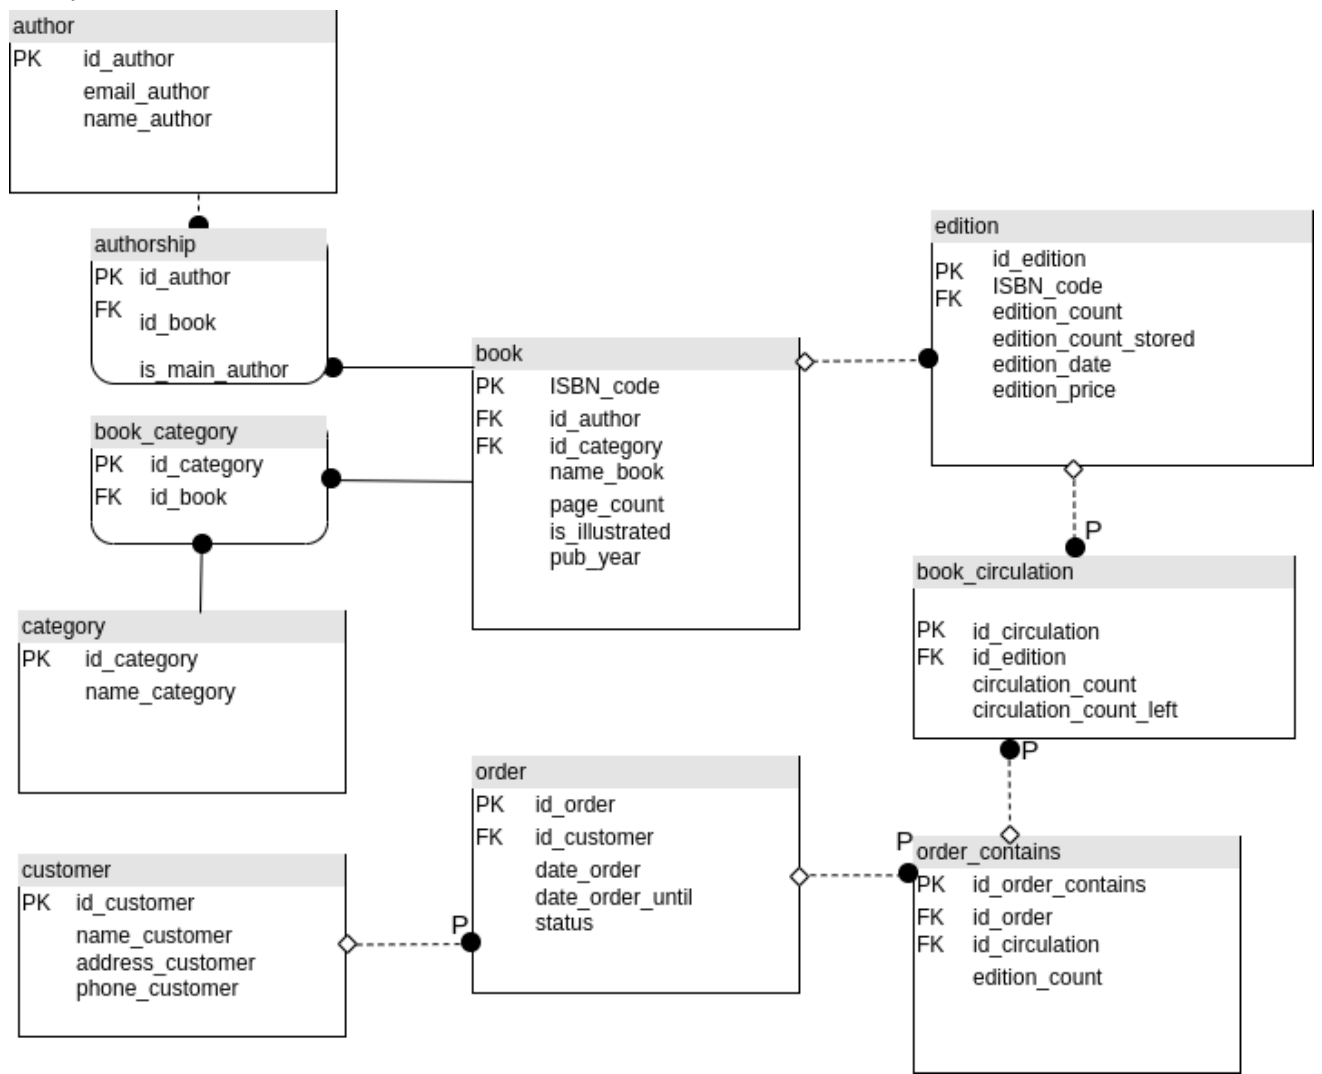 author
PK id_author
email_author
name_author
authorship
PK id_author
FK
id_book
is_main_author
book_category
PK id_category
FK id_book
category
PK id_category
name_category
customer
PK id_customer
name_customer
address_customer
phone_customer
book
PK ISBN_code
FK id_author
FK id_category
name_book
page_count
is_illustrated
pub_year
order
PK id_order
FK id_customer
date_order
date_order_until
status
P
edition
id_edition
PK
ISBN_code
FK
edition_count
edition_count_stored
edition_date
edition_price
P
book_circulation
PK id_circulation
FK id_edition
circulation_count
circulation_count_left
P
P
order_contains
PK id_order_contains
FK id_order
FK id_circulation
edition_count